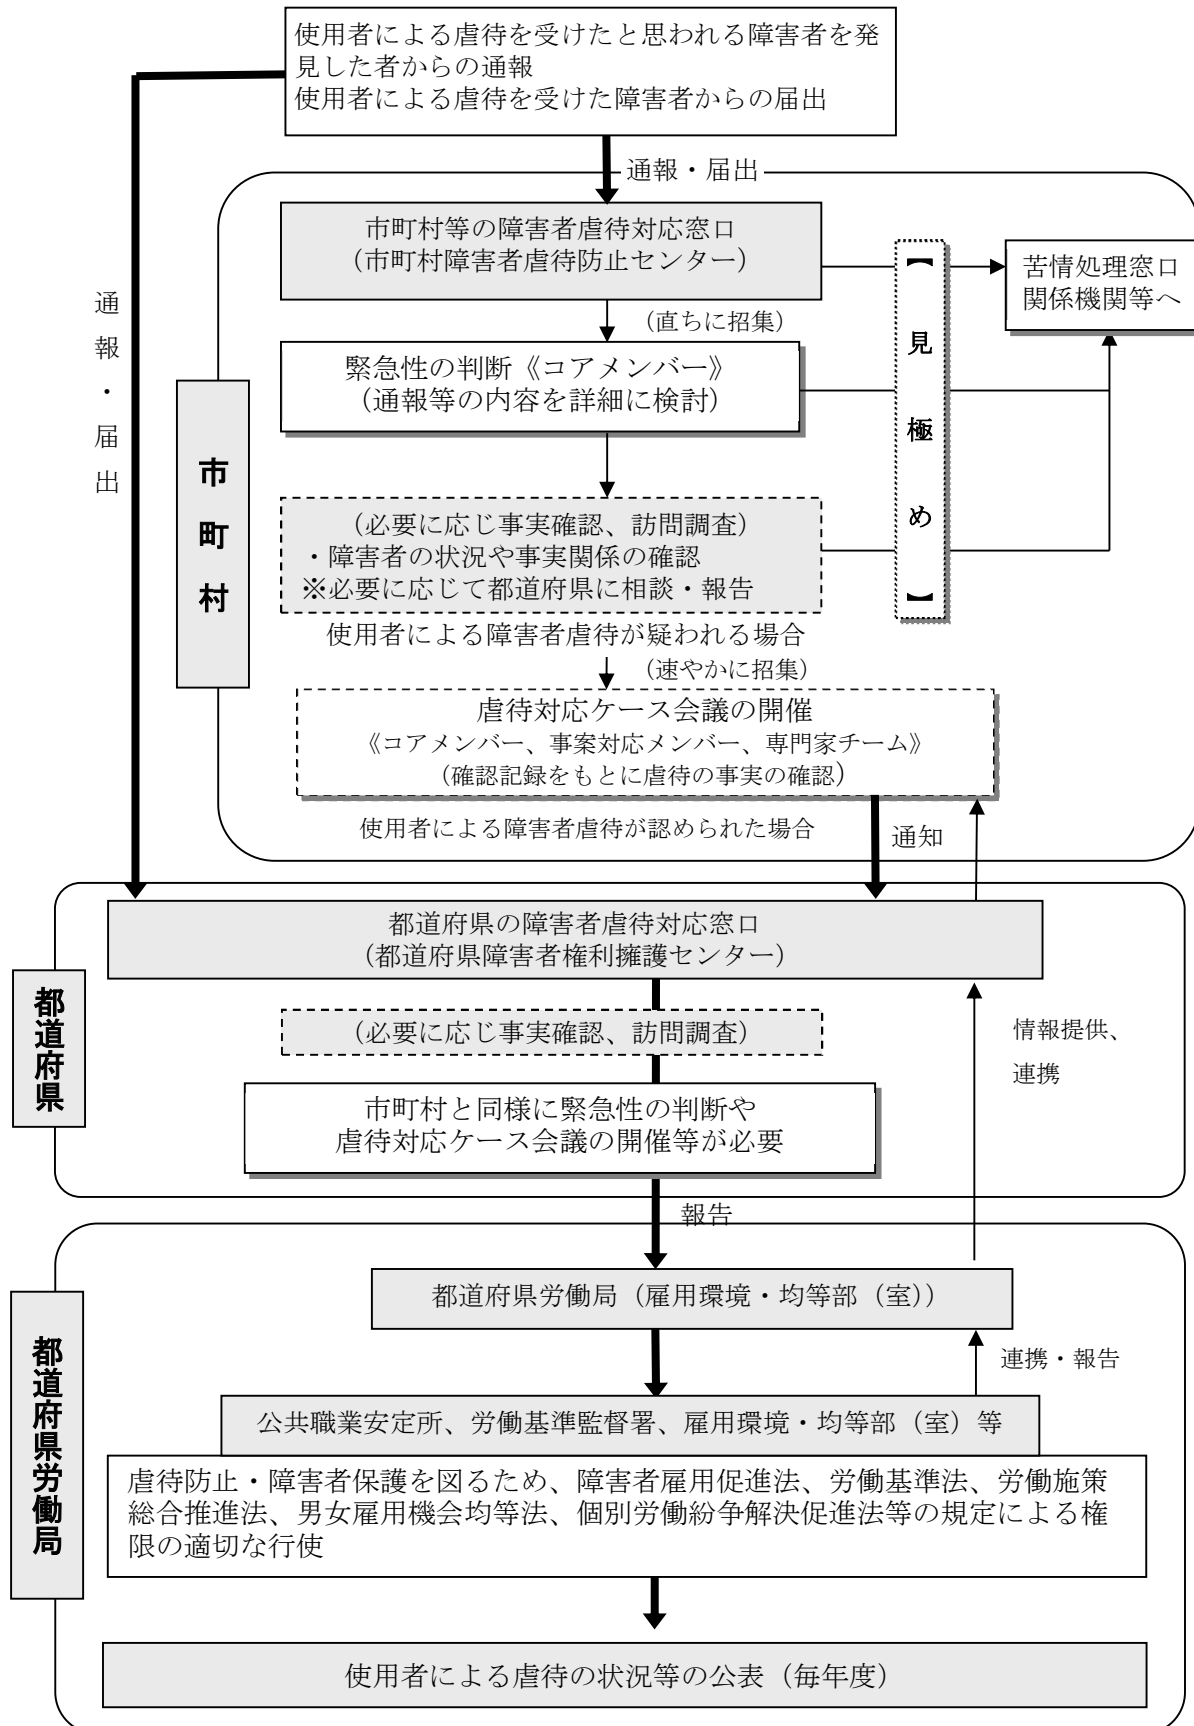 使用者による虐待を受けたと思われる障害者を発
見した者からの通報
使用者による虐待を受けた障害者からの届出
通報・届出
通報・届出
市町村
市町村等の障害者虐待対応窓口
（市町村障害者虐待防止センター）
【見極め】
苦情処理窓口
関係機関等へ
（直ちに招集）
緊急性の判断《コアメンバー》
（通報等の内容を詳細に検討）
（必要に応じ事実確認、訪問調査）
・障害者の状況や事実関係の確認
※必要に応じて都道府県に相談・報告
使用者による障害者虐待が疑われる場合
（速やかに招集）
虐待対応ケース会議の開催
《コアメンバー、事案対応メンバー、専門家チーム》
（確認記録をもとに虐待の事実の確認）
使用者による障害者虐待が認められた場合
通知
都道府県
都道府県の障害者虐待対応窓口
（都道府県障害者権利擁護センター）
（必要に応じ事実確認、訪問調査）
情報提供、
連携
市町村と同様に緊急性の判断や
虐待対応ケース会議の開催等が必要
報告
都道府県労働局
都道府県労働局（雇用環境・均等部（室））
連携・報告
公共職業安定所、労働基準監督署、雇用環境・均等部（室）等
虐待防止・障害者保護を図るため、障害者雇用促進法、労働基準法、労働施策
総合推進法、男女雇用機会均等法、個別労働紛争解決促進法等の規定による権
限の適切な行使
使用者による虐待の状況等の公表（毎年度）